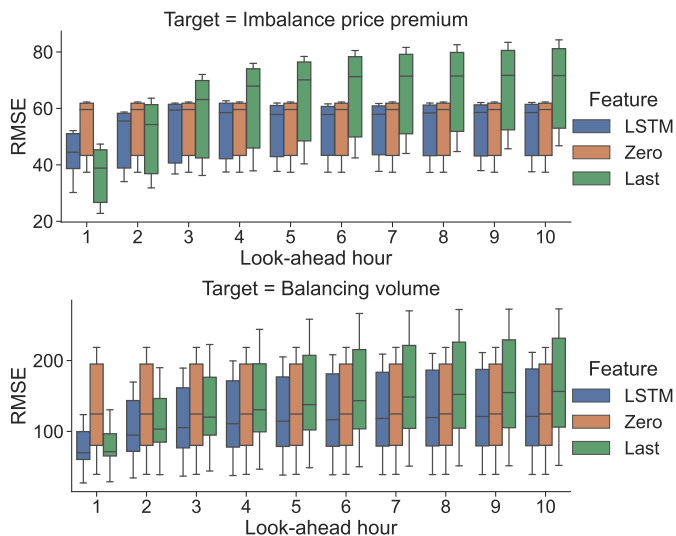 Target = Imbalance price premium
80
60
40
20
RMSE
1 2 3 4 5 6 7 8 9 10
Look-ahead hour
Feature
LSTM
Zero
Last
Target = Balancing volume
200
100
RMSE
1 2 3 4 5 6 7 8 9 10
Look-ahead hour
Feature
LSTM
Zero
Last